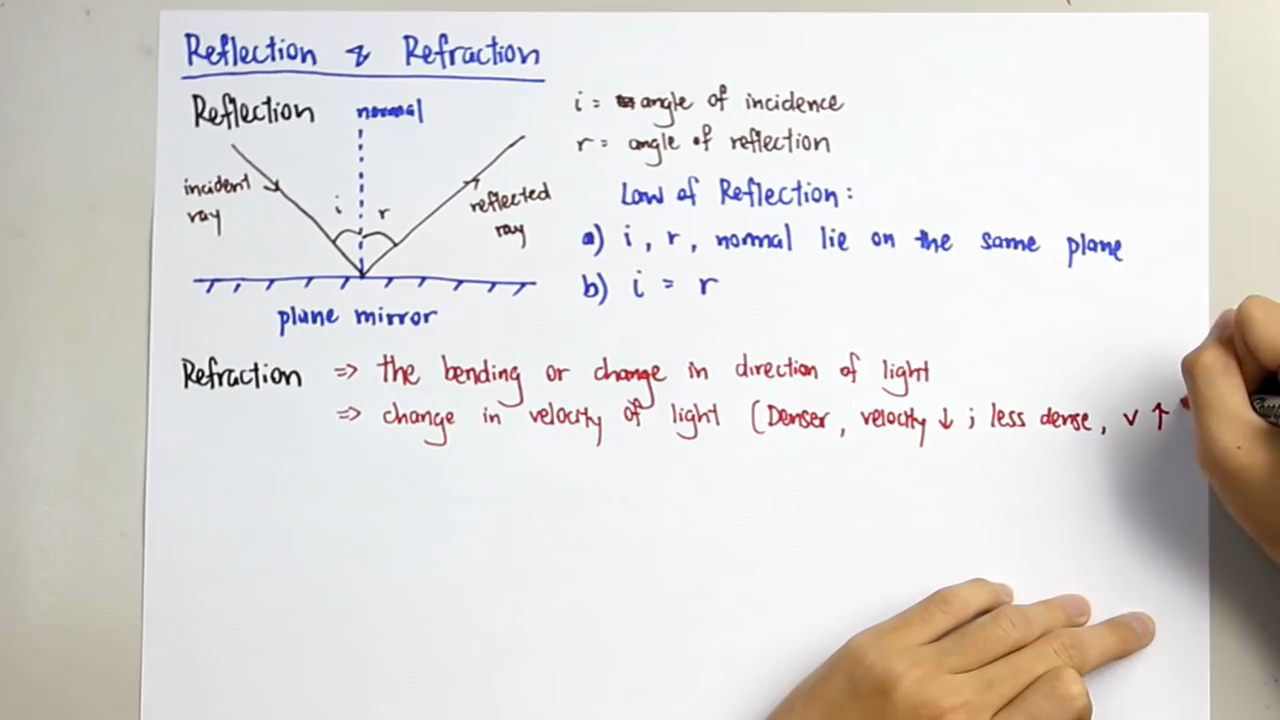 Reflection & Refraction
Reflection
normal
incident
ray
i
r
reflected
ray
plane mirror
i = angle of incidence
r = angle of reflection
Law of Reflection:
a) i, r, normal lie on the same plane
b) i = r
Refraction => the bending or change in direction of light
=> change in velocity of light (Denser, velocity ↓ ; less dense, v ↑